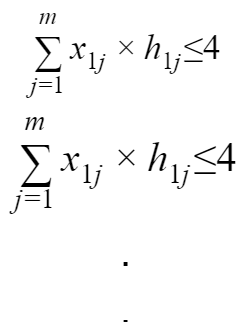 m
∑ x₁ⱼ × h₁ⱼ ≤4
j=1
m
∑ x₁ⱼ × h₁ⱼ ≤4
j=1
.
.